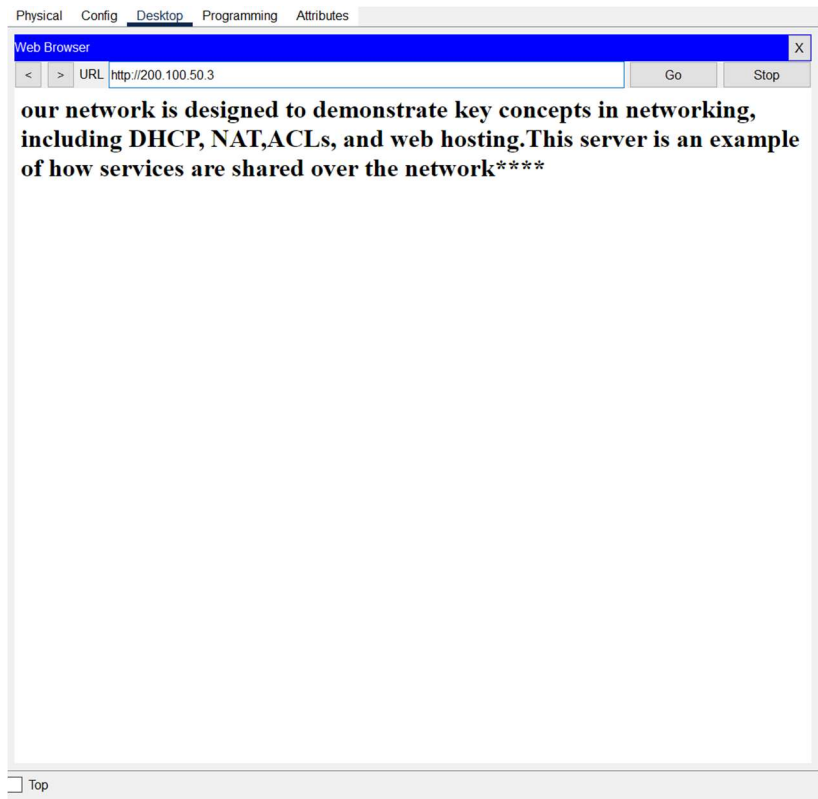 Physical Config Desktop Programming Attributes
Web Browser X
< > URL http://200.100.50.3 Go Stop
our network is designed to demonstrate key concepts in networking,
including DHCP, NAT,ACLs, and web hosting.This server is an example
of how services are shared over the network****
Top